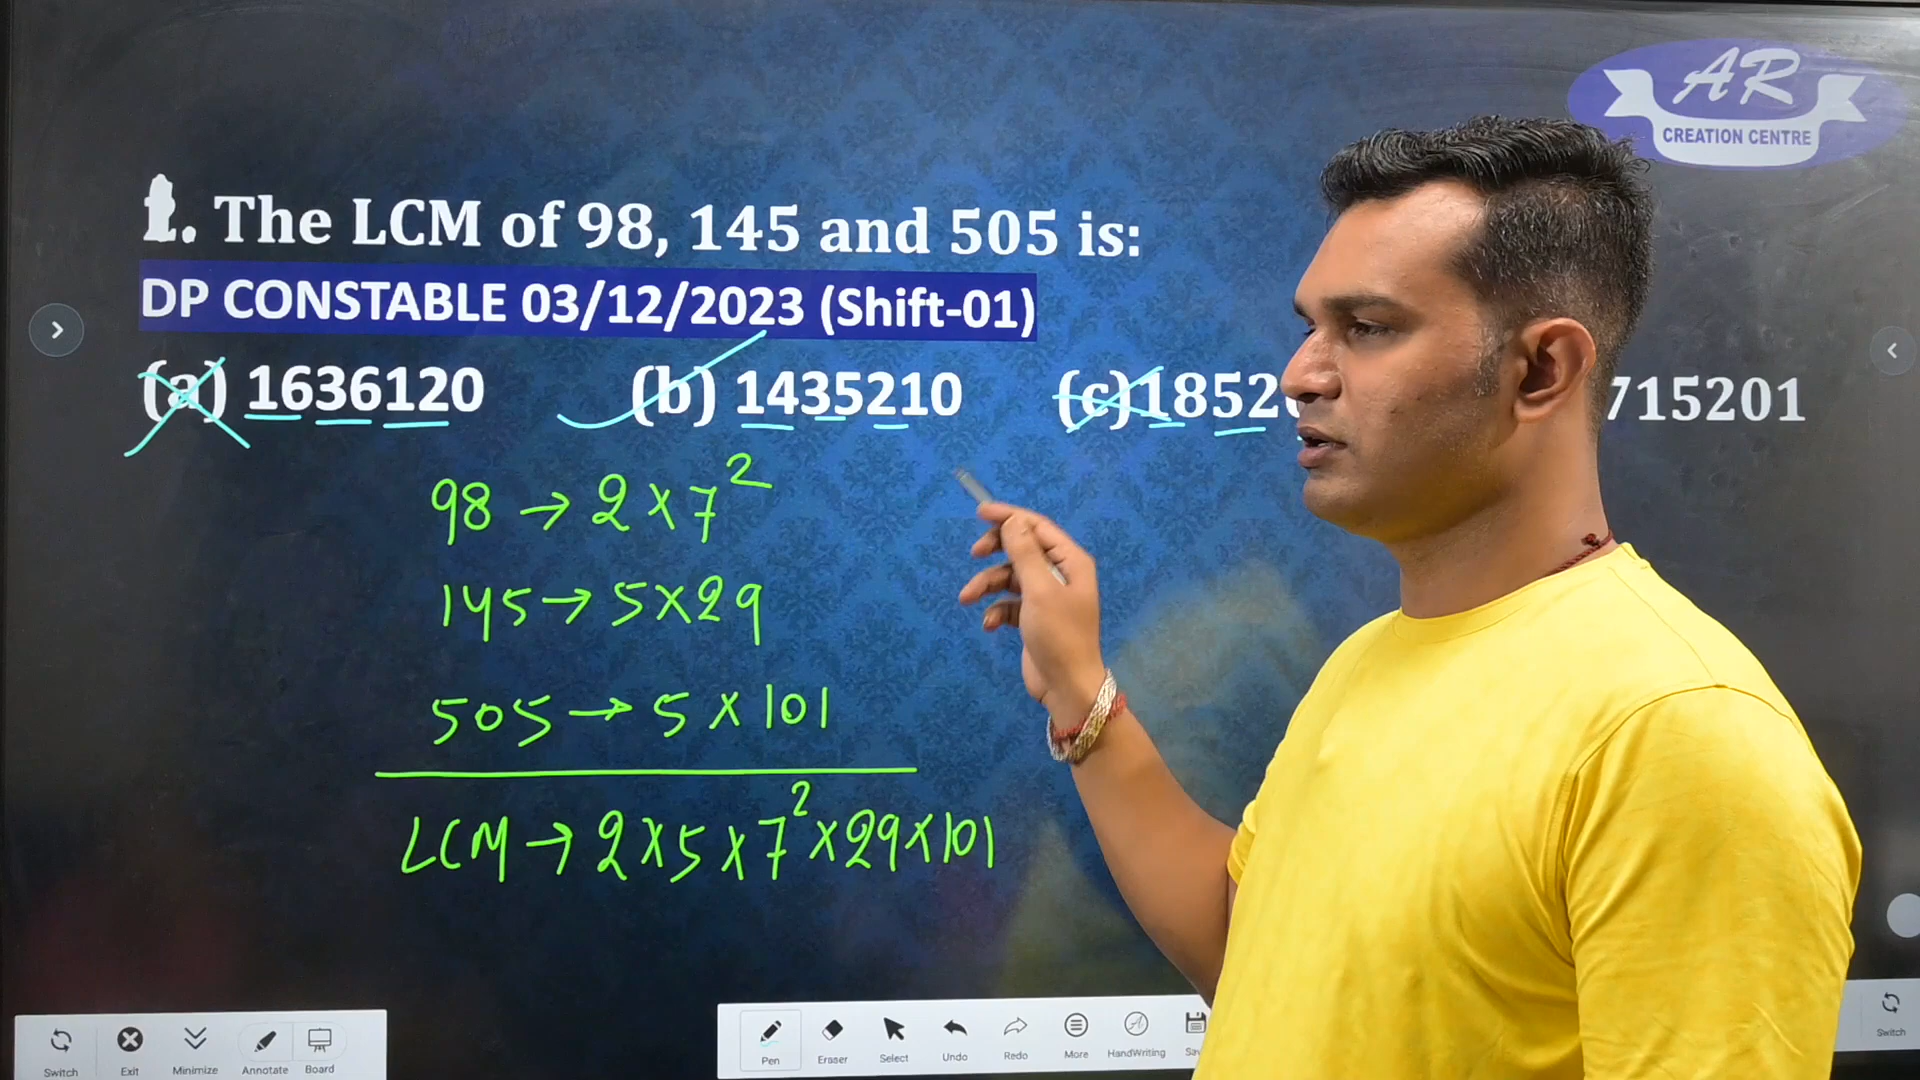 AR
CREATION CENTRE
1. The LCM of 98, 145 and 505 is:
DP CONSTABLE 03/12/2023 (Shift-01)
(a) 1636120 (b) 1435210 (c) 1852 715201
98 → 2 × 7²
145 → 5 × 29
505 → 5 × 101
LCM → 2 × 5 × 7² × 29 × 101
Switch Exit Minimize Annotate Board
Pen Eraser Select Undo Redo More HandWriting Switch